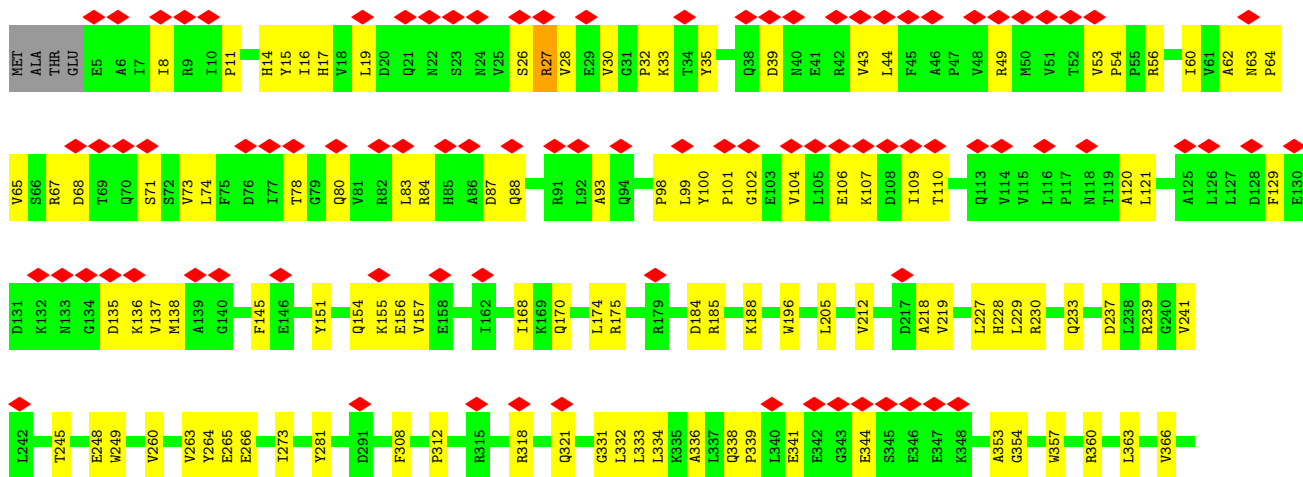 MET ALA THR GLU E5 A6 I7 I8 R9 I10 P11 H14 Y15 I16 H17 V18 L19 D20 Q21 N22 S23 N24 V25 S26 R27 V28 E29 V30 G31 P32 K33 T34 Y35 Q38 D39 N40 E41 R42 V43 L44 F45 A46 P47 V48 R49 M50 V51 T52 V53 P54 P55 R56 I60 V61 A62 N63 P64
V65 S66 R67 D68 T69 Q70 S71 S72 V73 L74 F75 D76 I77 T78 G79 Q80 V81 R82 L83 R84 H85 A86 D87 Q88 R91 L92 A93 Q94 P98 L99 Y100 P101 G102 E103 V104 L105 E106 K107 D108 I109 T110 Q113 V114 V115 L116 P117 N118 T119 A120 L121 A125 L126 L127 D128 F129 E130
D131 K132 N133 G134 D135 K136 V137 M138 A139 G140 F145 E146 Y151 Q154 K155 E156 V157 E158 I162 I168 K169 Q170 L174 R175 R179 D184 R185 K188 W196 L205 V212 D217 A218 V219 L227 H228 L229 R230 Q233 D237 L238 R239 G240 V241
L242 T245 E248 W249 V260 V263 Y264 E265 E266 I273 Y281 D291 F308 P312 R315 R318 Q321 G331 L332 L333 L334 K335 A336 L337 Q338 P339 L340 E341 E342 G343 E344 S345 E346 E347 K348 A353 G354 W357 R360 L363 V366